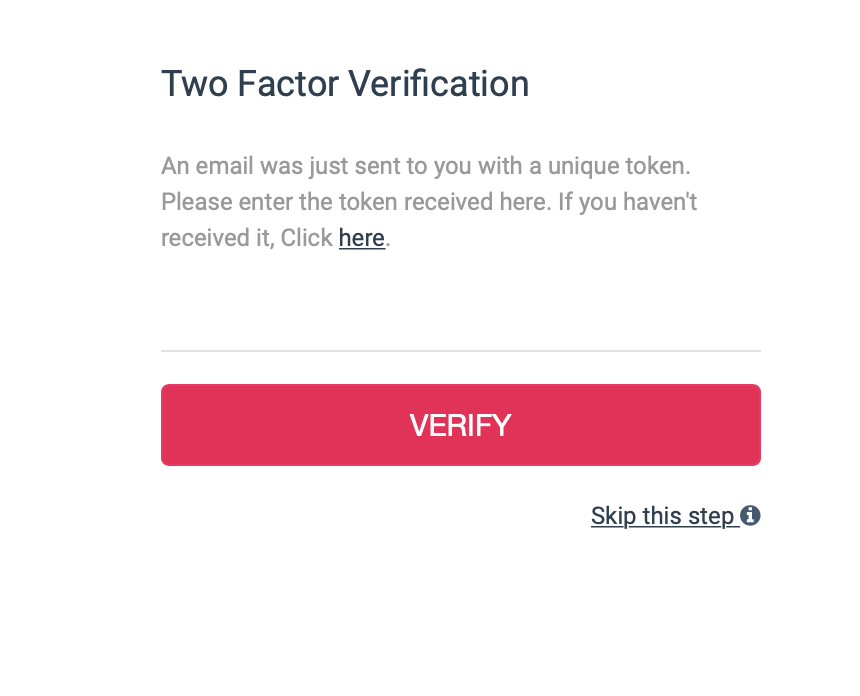 Two Factor Verification
An email was just sent to you with a unique token.
Please enter the token received here. If you haven't
received it, Click here.
VERIFY
Skip this step